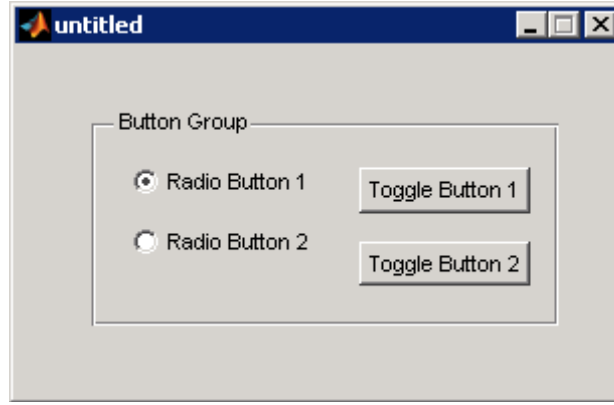 untitled
Button Group
Radio Button 1
Toggle Button 1
Radio Button 2
Toggle Button 2